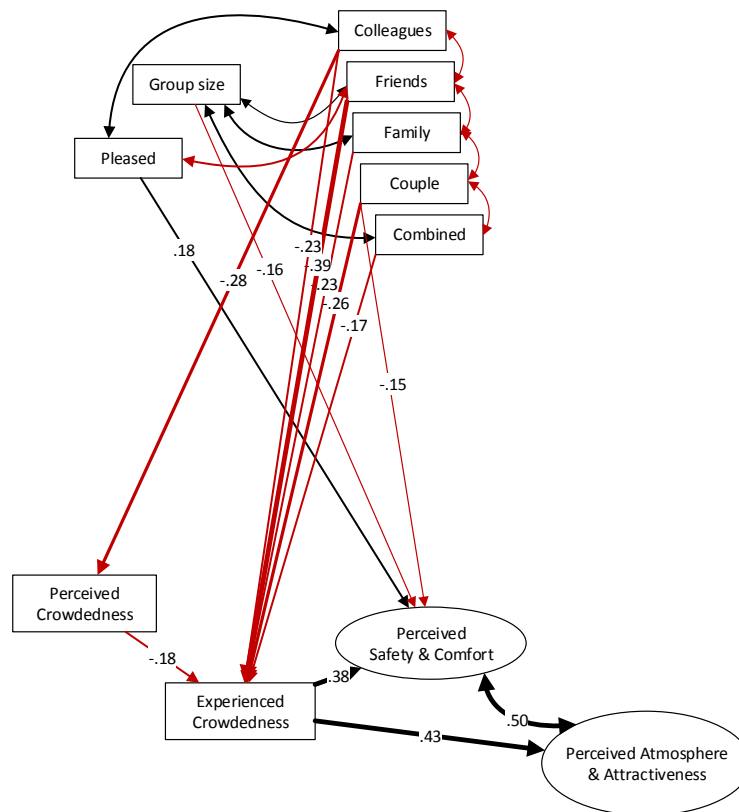 Colleagues
Group size
Friends
Pleased
Family
Couple
Combined
.18
-.28
-.16
-.23
-.39
-.23
-.26
-.17
-.15
Perceived
Crowdedness
-.18
Perceived
Safety & Comfort
.38
Experienced
Crowdedness
.43
.50
Perceived Atmosphere
& Attractiveness